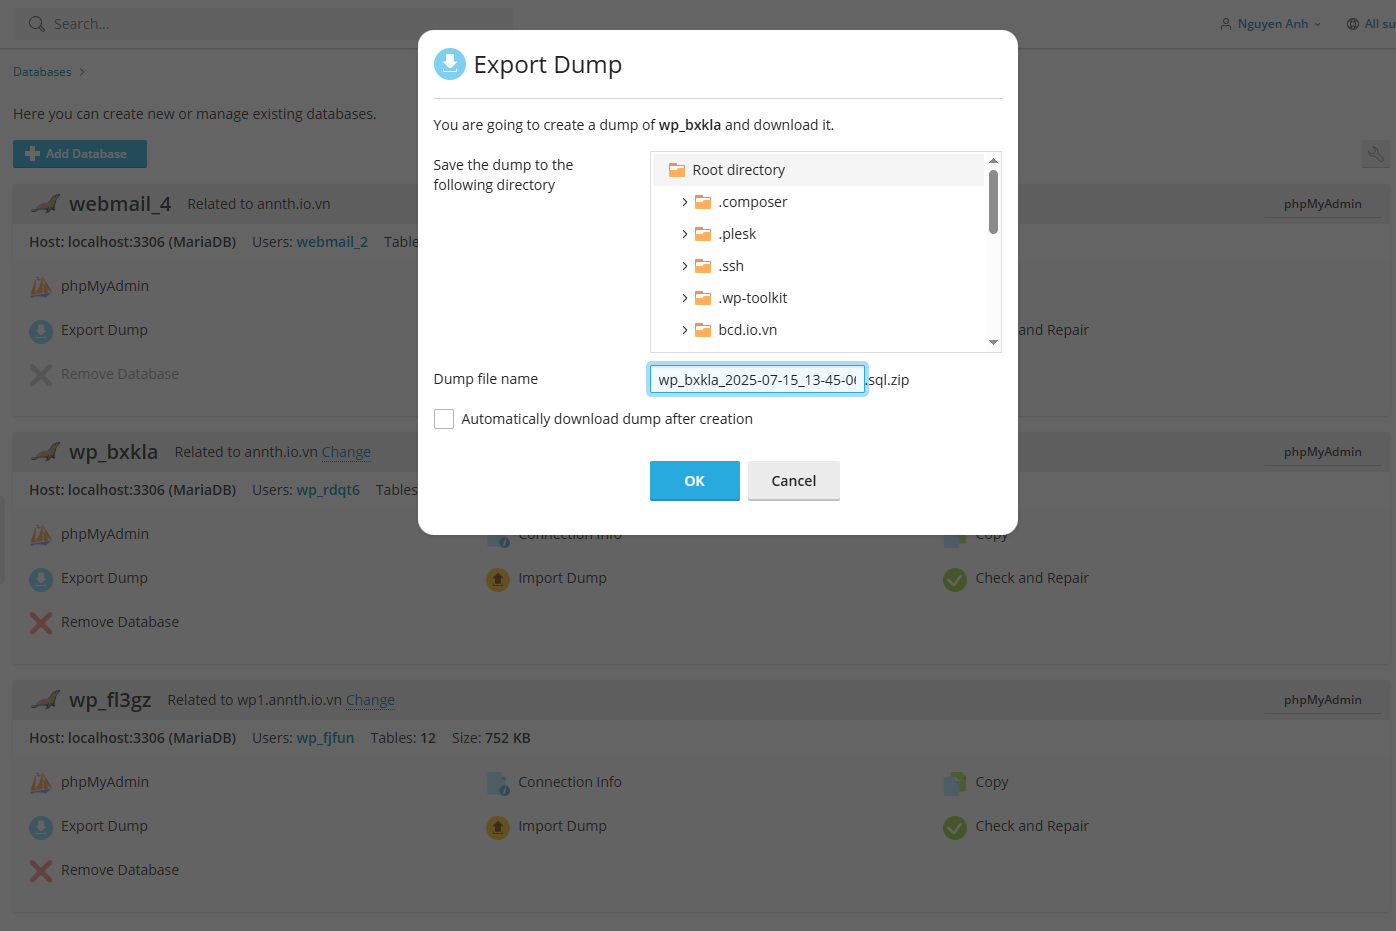 Search...
Nguyen Anh
All su
Databases
Here you can create new or manage existing databases.
Add Database
Export Dump
You are going to create a dump of wp_bxkla and download it.
Save the dump to the
following directory
Root directory
.composer
.plesk
.ssh
.wp-toolkit
bcd.io.vn
Dump file name
wp_bxkla_2025-07-15_13-45-06 .sql.zip
Automatically download dump after creation
OK Cancel
webmail_4 Related to annth.io.vn phpMyAdmin
Host: localhost:3306 (MariaDB) Users: webmail_2 Table
phpMyAdmin
Export Dump and Repair
Remove Database
wp_bxkla Related to annth.io.vn Change phpMyAdmin
Host: localhost:3306 (MariaDB) Users: wp_rdqt6 Tables
phpMyAdmin Connection Info Copy
Export Dump Import Dump Check and Repair
Remove Database
wp_fl3gz Related to wp1.annth.io.vn Change phpMyAdmin
Host: localhost:3306 (MariaDB) Users: wp_fjfun Tables: 12 Size: 752 KB
phpMyAdmin Connection Info Copy
Export Dump Import Dump Check and Repair
Remove Database